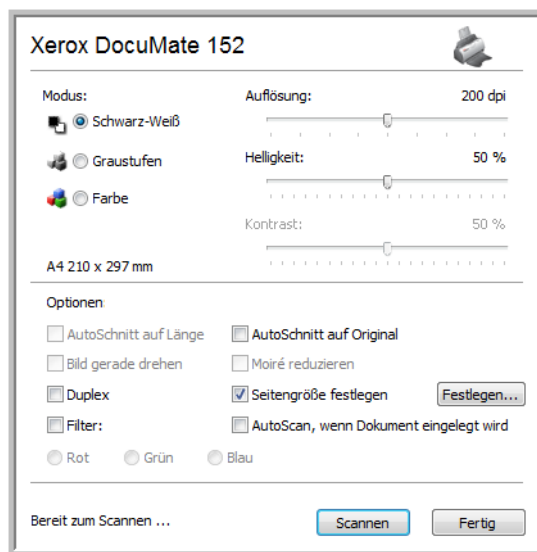 Xerox DocuMate 152
Modus:
Schwarz-Weiß
Graustufen
Farbe
A4 210 x 297 mm
Auflösung: 200 dpi
Helligkeit: 50 %
Kontrast: 50 %
Optionen
AutoSchnitt auf Länge AutoSchnitt auf Original
Bild gerade drehen Moiré reduzieren
Duplex Seitengröße festlegen Festlegen...
Filter: AutoScan, wenn Dokument eingelegt wird
Rot Grün Blau
Bereit zum Scannen ... Scannen Fertig